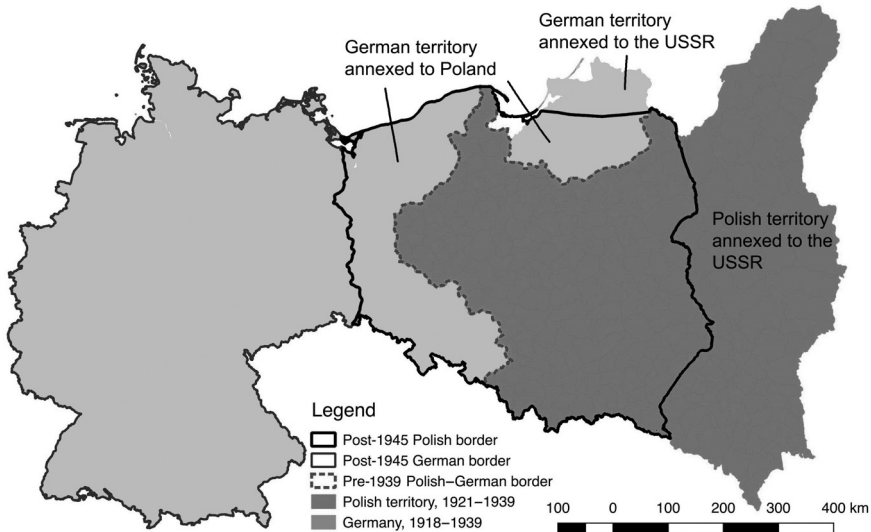 German territory
annexed to Poland
German territory
annexed to the USSR
Polish territory
annexed to the
USSR
Legend
Post-1945 Polish border
Post-1945 German border
Pre-1939 Polish–German border
Polish territory, 1921–1939
Germany, 1918–1939
100 0 100 200 300 400 km